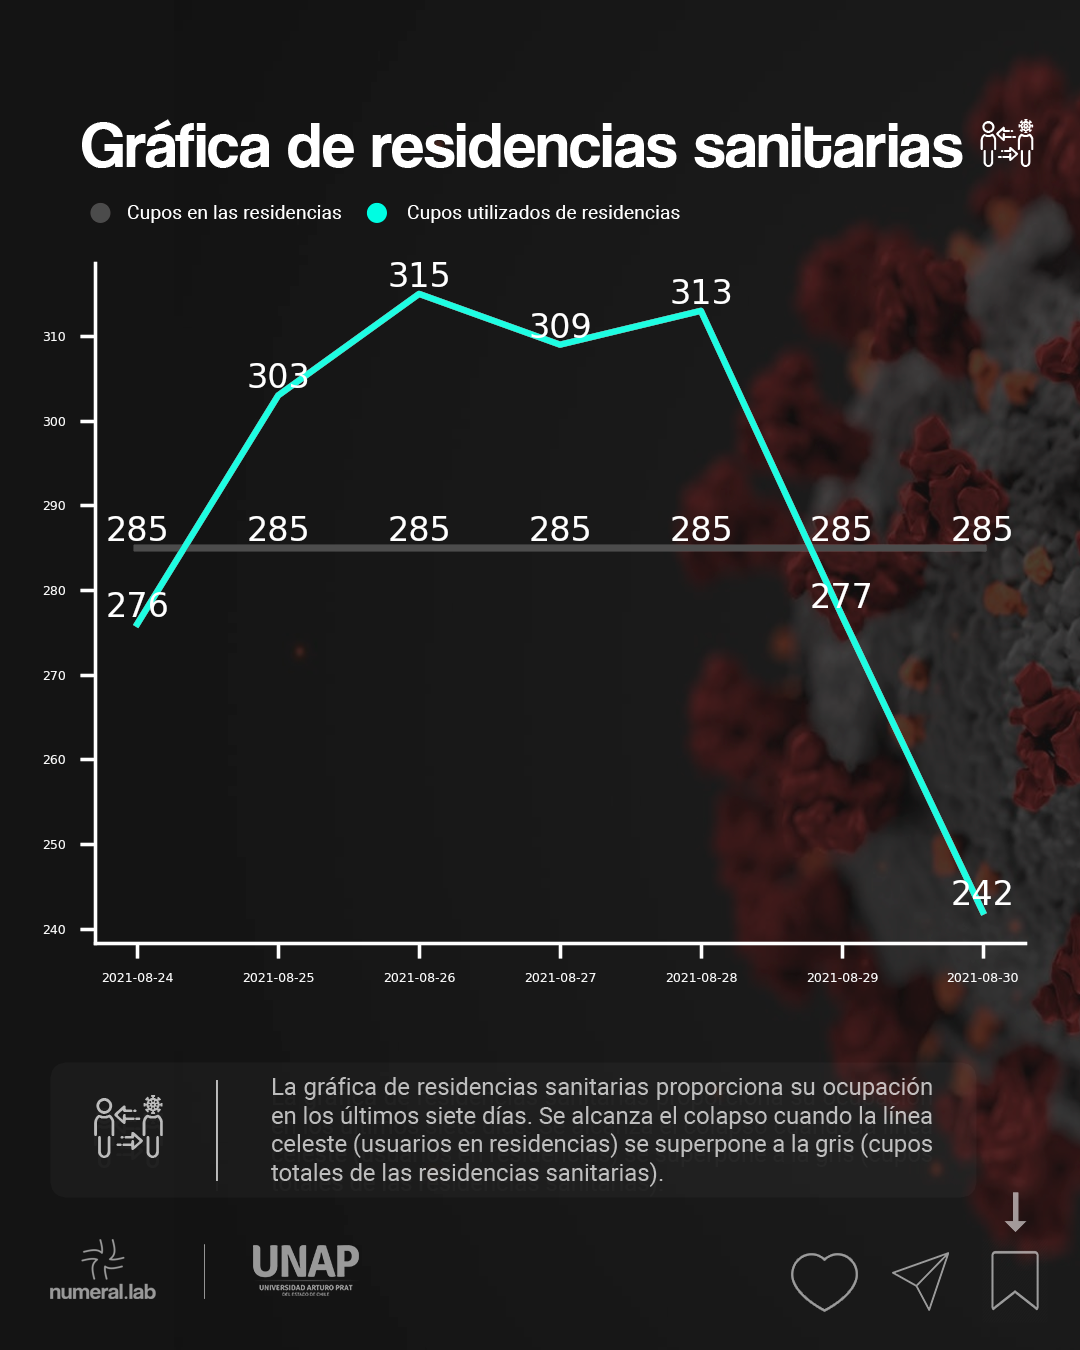 Gráfica de residencias sanitarias
Cupos en las residencias
Cupos utilizados de residencias
315
313
309
303
310
300
290
285 285 285 285 285 285 285
280
276
277
270
260
250
242
240
2021-08-24 2021-08-25 2021-08-26 2021-08-27 2021-08-28 2021-08-29 2021-08-30
La gráfica de residencias sanitarias proporciona su ocupación
en los últimos siete días. Se alcanza el colapso cuando la línea
celeste (usuarios en residencias) se superpone a la gris (cupos
totales de las residencias sanitarias).
numeral.lab
UNAP
UNIVERSIDAD ARTURO PRAT
DEL ESTADO DE CHILE